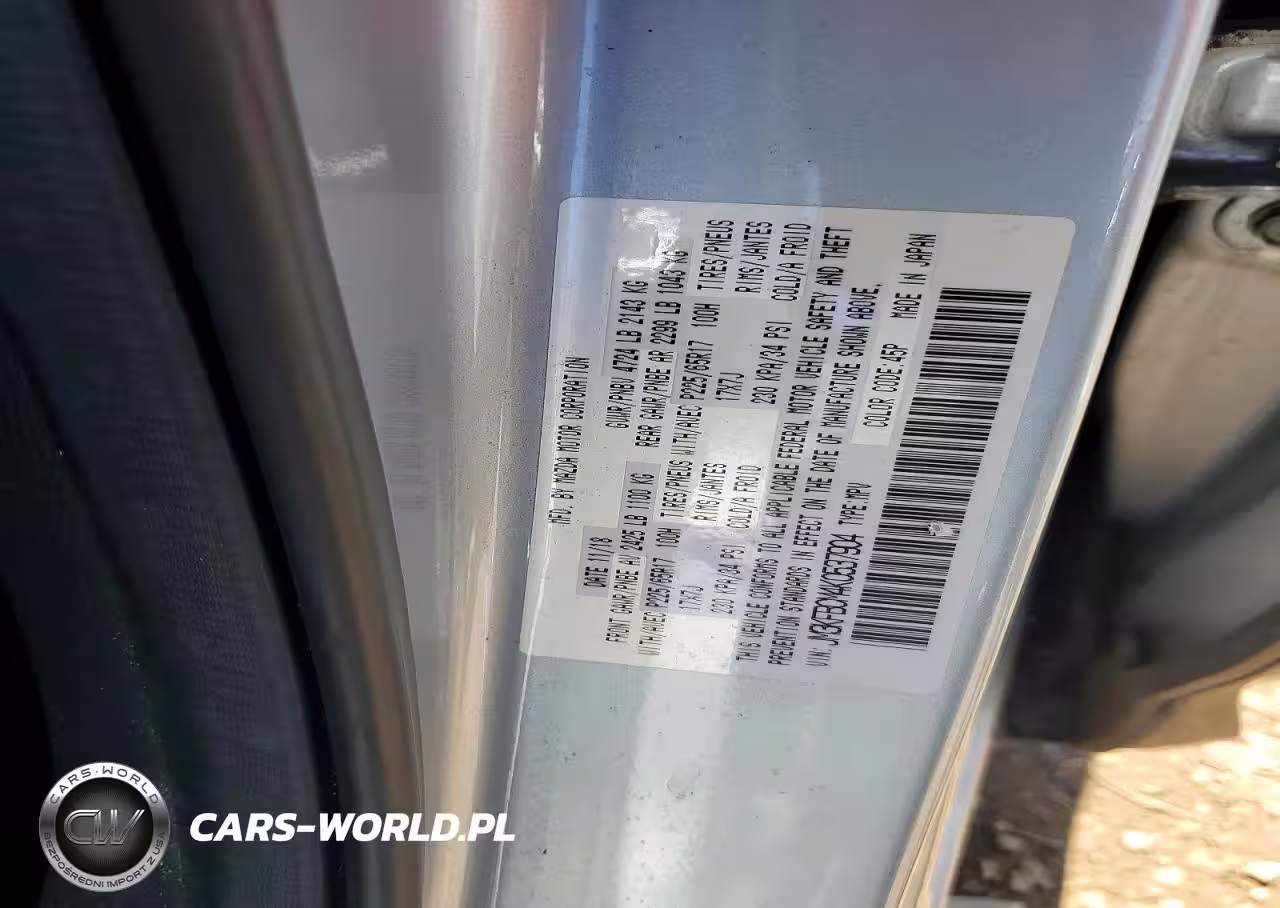 MFD. BY MAZDA MOTOR CORPORATION
DATE 11/18 GVWR/PNBV 4724 LB 2143 KG
FRONT GAWR/PNBE AV 2425 LB 1100 KG REAR GAWR/PNBE AR 2299 LB 1043 KG
WITH/AVEC P225/65R17 100H TIRES/PNEUS WITH/AVEC P225/65R17 100H TIRES/PNEUS
17X7J RIMS/JANTES 17X7J RIMS/JANTES
230 KPA/34 PSI COLD/A FROID 230 KPA/34 PSI COLD/A FROID
THIS VEHICLE CONFORMS TO ALL APPLICABLE FEDERAL MOTOR VEHICLE SAFETY AND THEFT
PREVENTION STANDARDS IN EFFECT ON THE DATE OF MANUFACTURE SHOWN ABOVE.
VIN: TYPE:MPV COLOR CODE:45P MADE IN JAPAN
CARS-WORLD
CW
BEZPOŚREDNI IMPORT Z USA
CARS-WORLD.PL